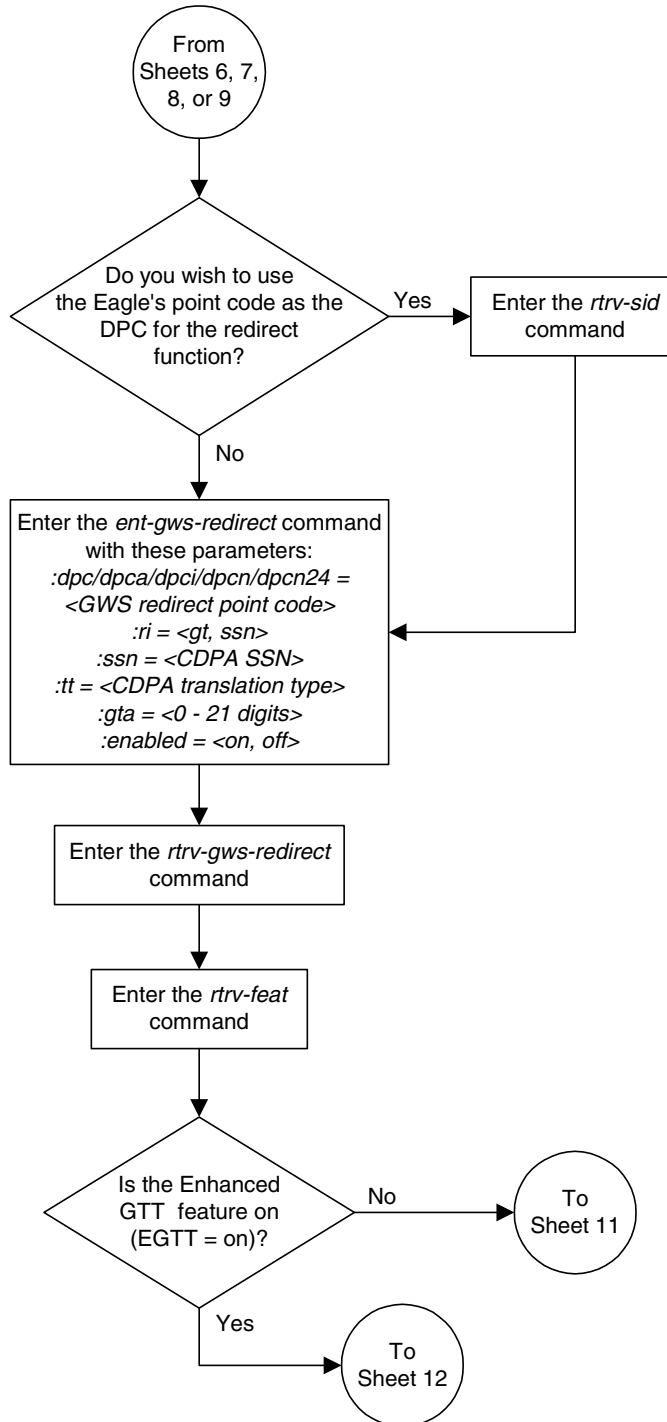 From
Sheets 6, 7,
8, or 9
Do you wish to use
the Eagle's point code as the
DPC for the redirect
function?
Yes
Enter the rtrv-sid
command
No
Enter the ent-gws-redirect command
with these parameters:
:dpc/dpca/dpci/dpcn/dpcn24 =
<GWS redirect point code>
:ri = <gt, ssn>
:ssn = <CDPA SSN>
:tt = <CDPA translation type>
:gta = <0 - 21 digits>
:enabled = <on, off>
Enter the rtrv-gws-redirect
command
Enter the rtrv-feat
command
Is the Enhanced
GTT feature on
(EGTT = on)?
No
To
Sheet 11
Yes
To
Sheet 12